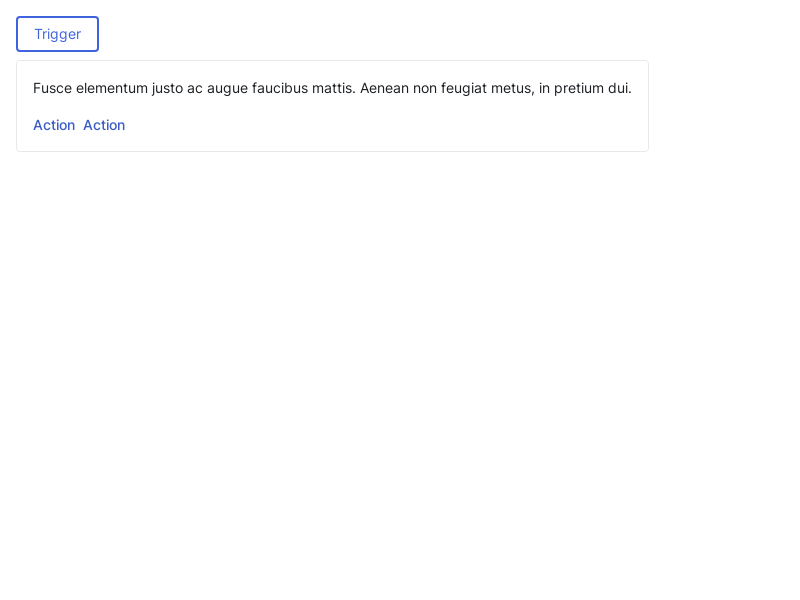 Trigger
Fusce elementum justo ac augue faucibus mattis. Aenean non feugiat metus, in pretium dui.
Action Action